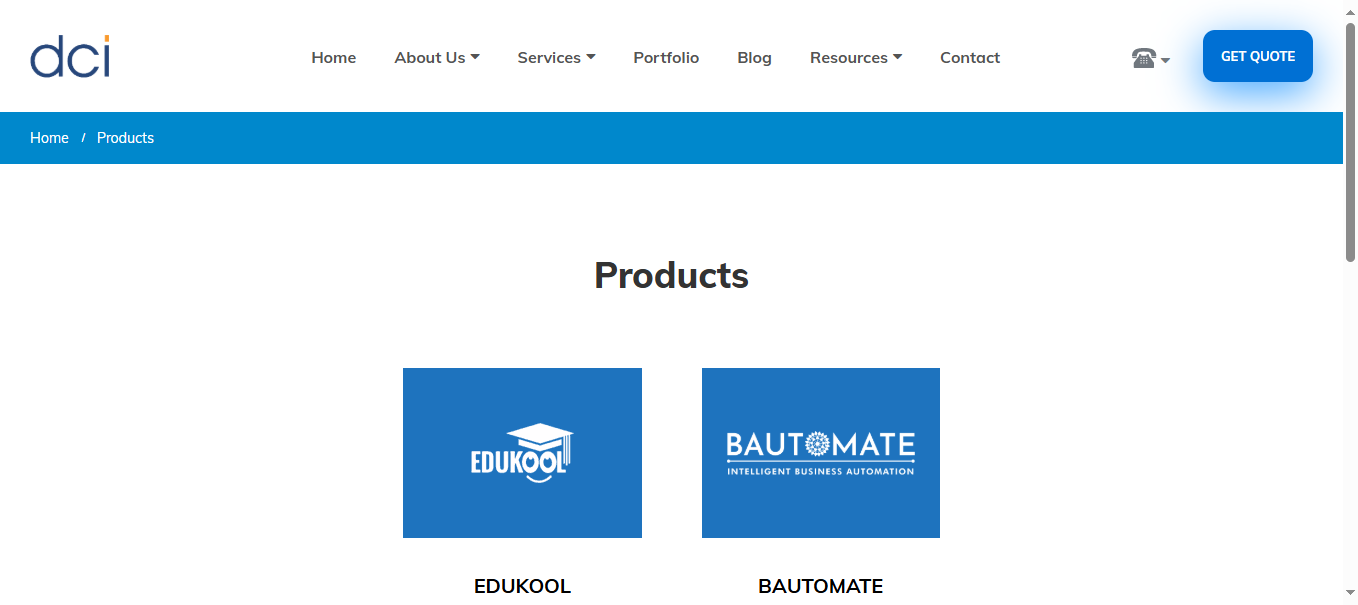 dci
Home About Us Services Portfolio Blog Resources Contact
GET QUOTE
Home / Products
Products
EDUKOOL
BAUTOMATE
INTELLIGENT BUSINESS AUTOMATION
EDUKOOL
BAUTOMATE